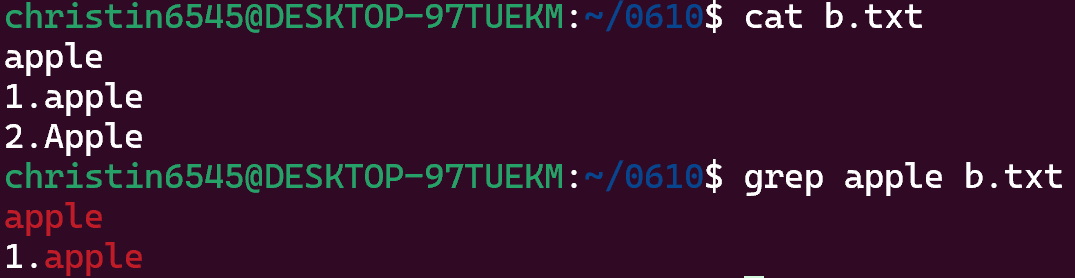 christin6545@DESKTOP-97TUEKM:~/0610$ cat b.txt
apple
1.apple
2.Apple
christin6545@DESKTOP-97TUEKM:~/0610$ grep apple b.txt
apple
1.apple